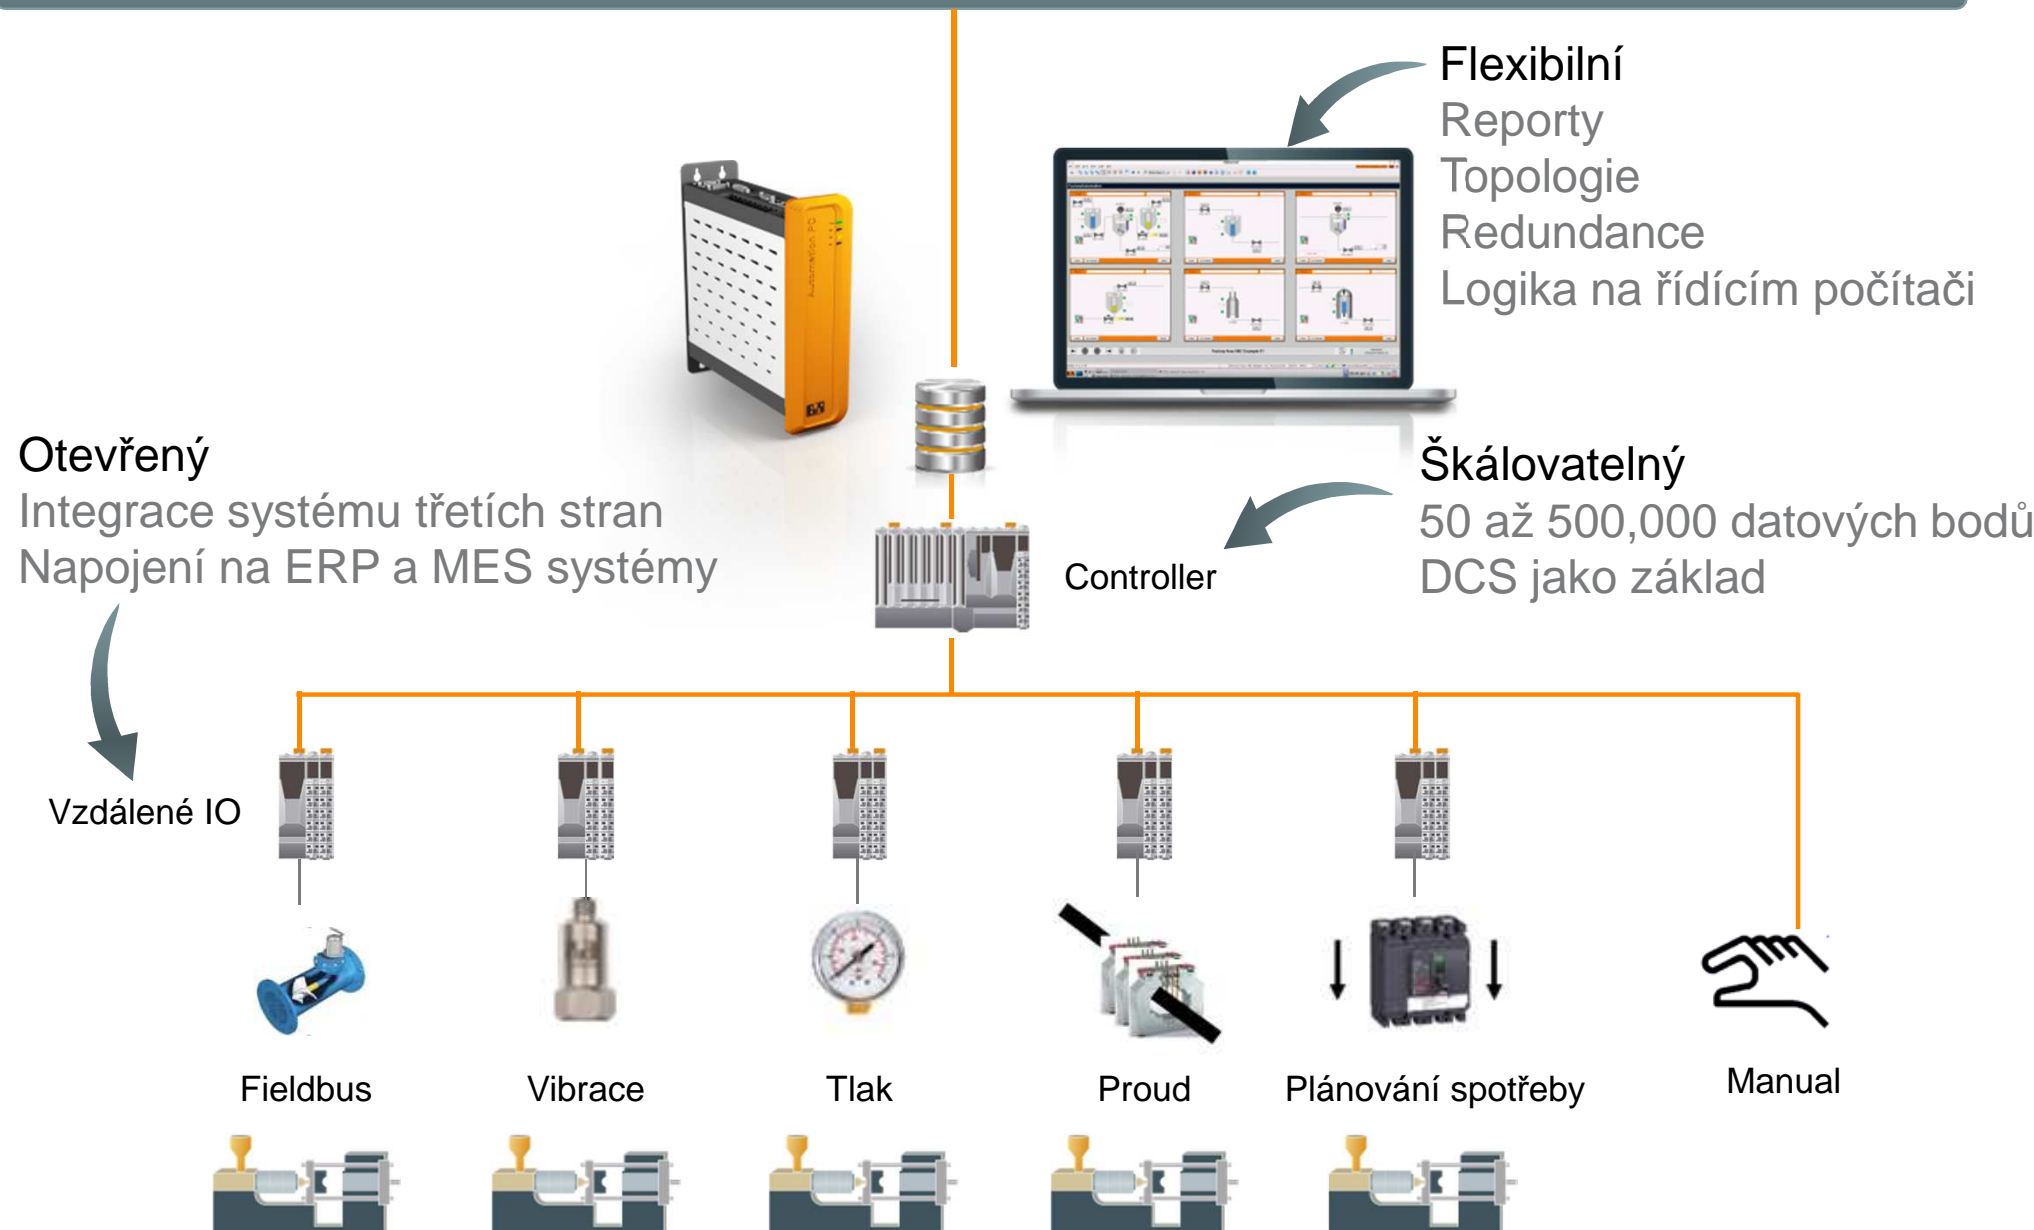 Flexibilní
Reporty
Topologie
Redundance
Logika na řídícím počítači
Automation PC
Otevřený
Integrace systému třetích stran
Napojení na ERP a MES systémy
Škálovatelný
50 až 500,000 datových bodů
DCS jako základ
Controller
Vzdálené IO
Fieldbus
Vibrace
Tlak
Proud
Plánování spotřeby
Manual